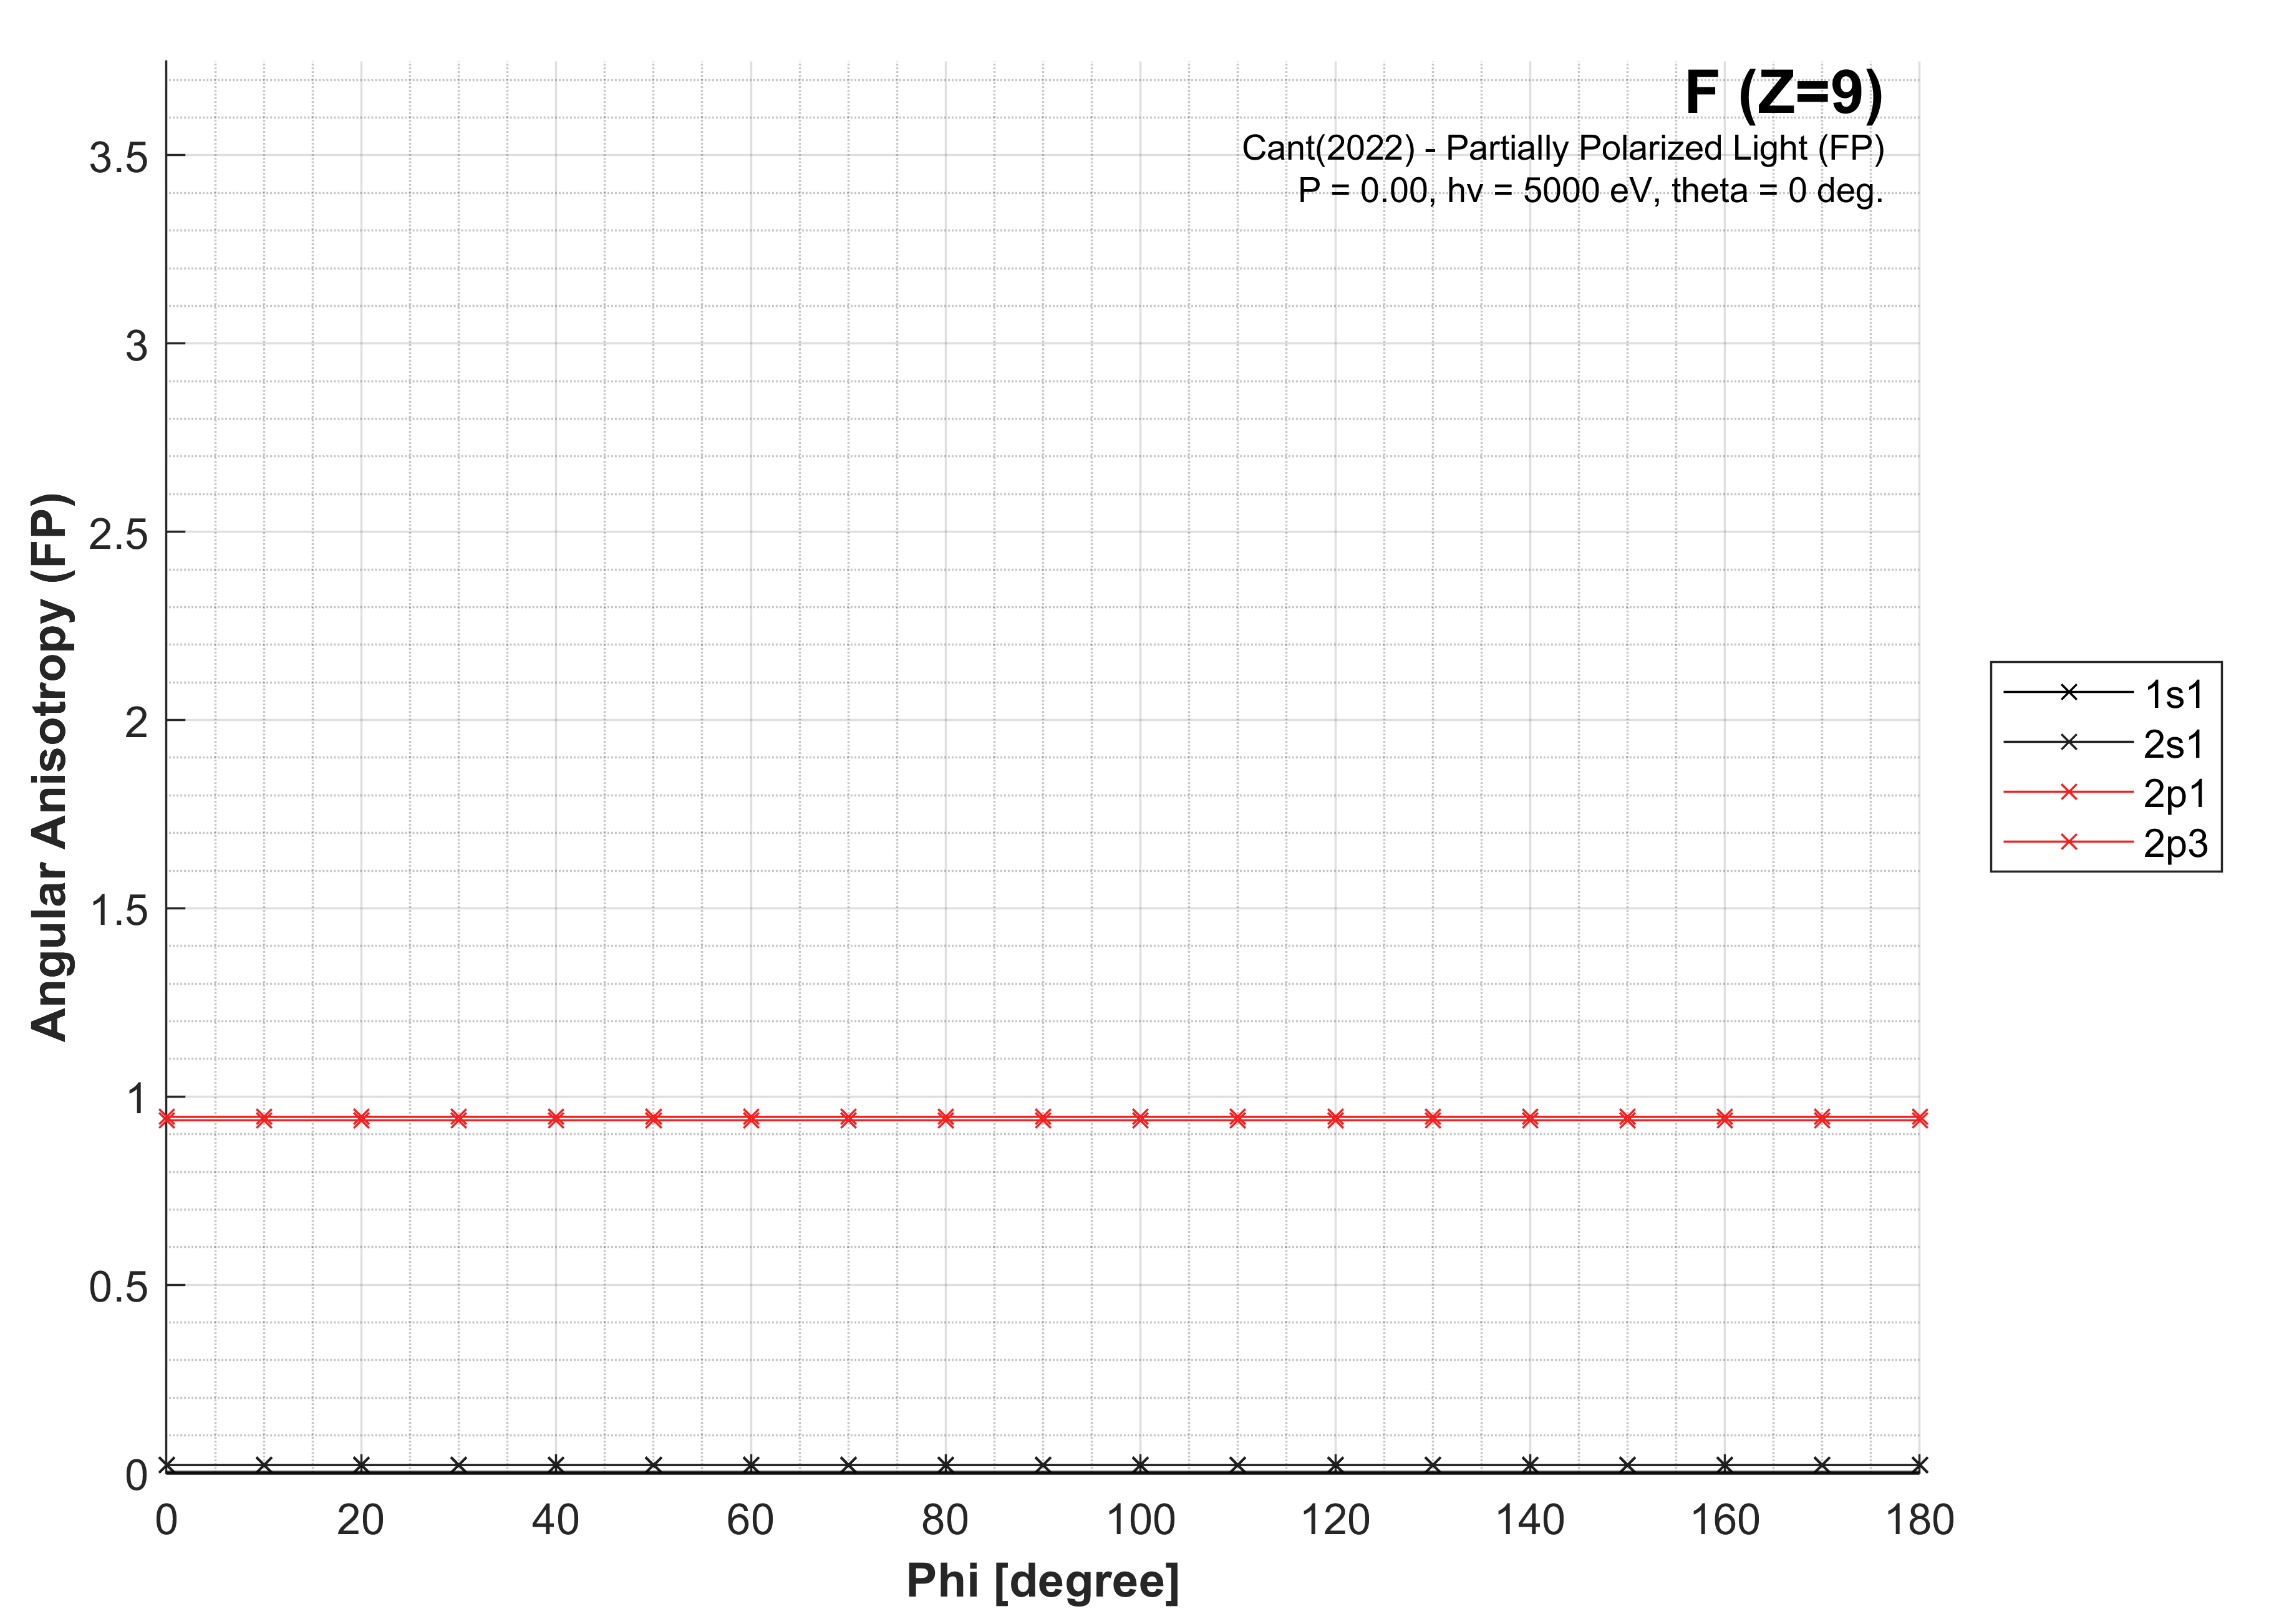 F (Z=9)
Cant(2022) - Partially Polarized Light (FP)
P = 0.00, hv = 5000 eV, theta = 0 deg.
Angular Anisotropy (FP)
3.5
3
2.5
2
1.5
1
0.5
0
0 20 40 60 80 100 120 140 160 180
Phi [degree]
1s1
2s1
2p1
2p3